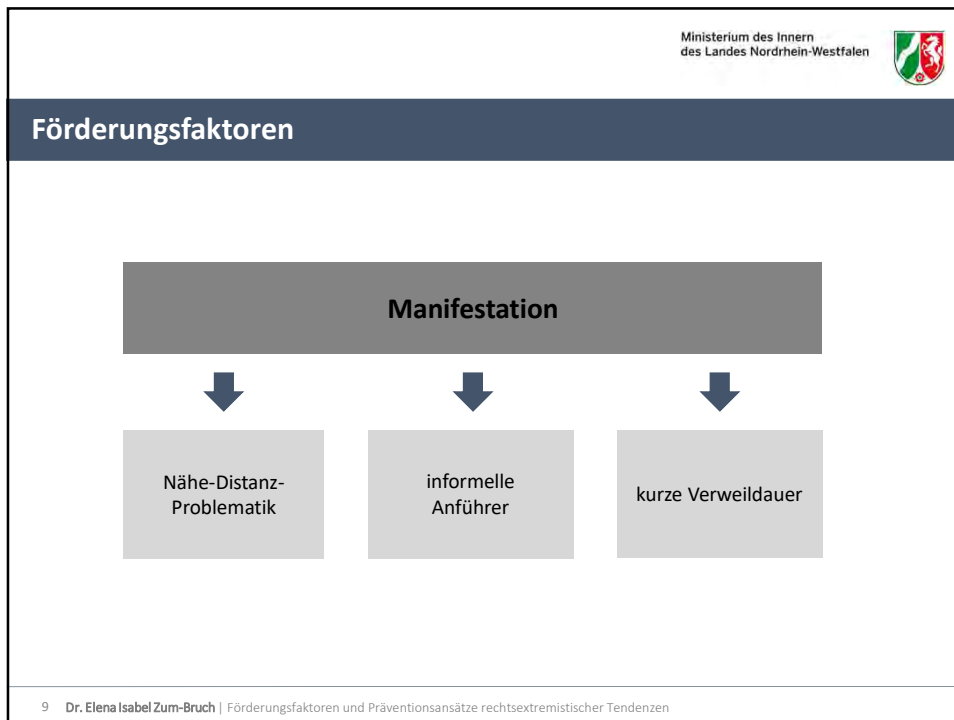 Ministerium des Innern
des Landes Nordrhein-Westfalen
Förderungsfaktoren
Manifestation
Nähe-Distanz-
Problematik
informelle
Anführer
kurze Verweildauer
9 Dr. Elena Isabel Zum-Bruch | Förderungsfaktoren und Präventionsansätze rechtsextremistischer Tendenzen